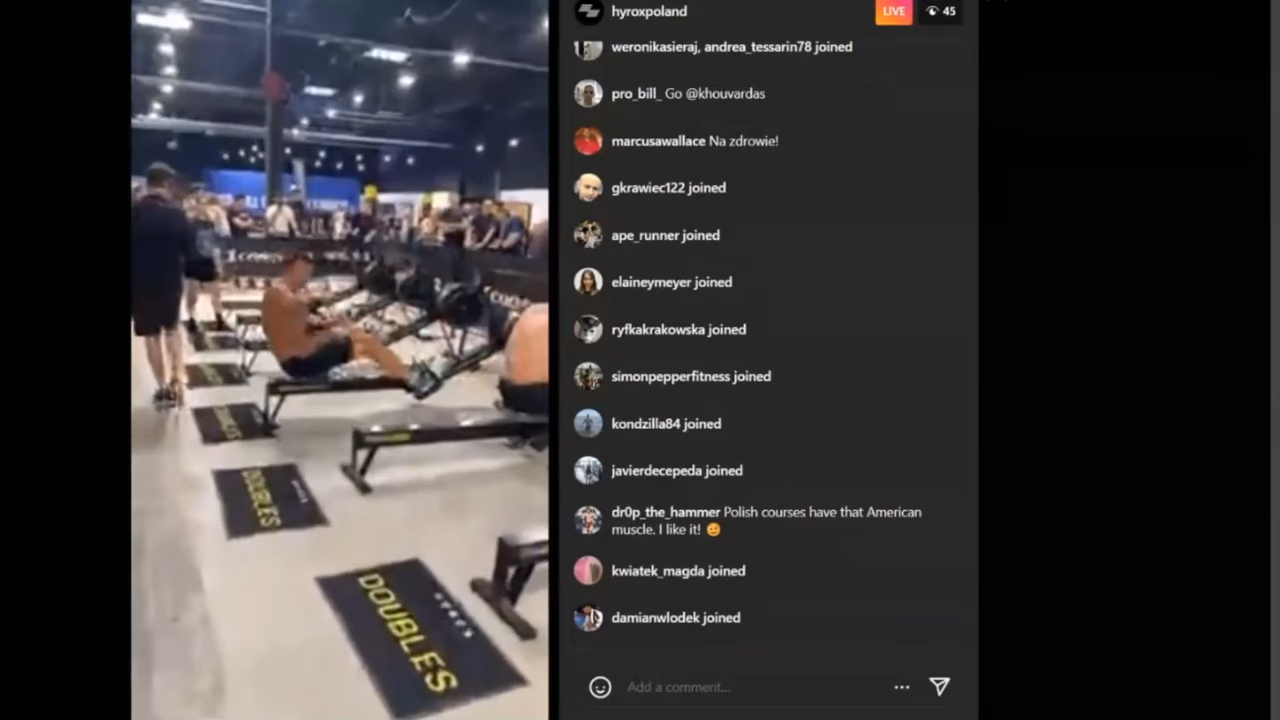 hyroxpoland
LIVE
45
weronikasieraj, andrea_tessarin78 joined
pro_bill_ Go @khouvardas
marcusawallace Na zdrowie!
gkrawiec122 joined
ape_runner joined
elaineymeyer joined
ryfkakrakowska joined
simonpepperfitness joined
kondzilla84 joined
javierdecepeda joined
dr0p_the_hammer Polish courses have that American
muscle. I like it! 🥲
kwiatek_magda joined
damianwlodek joined
Add a comment...
DOUBLES
DOUBLES
DOUBLES